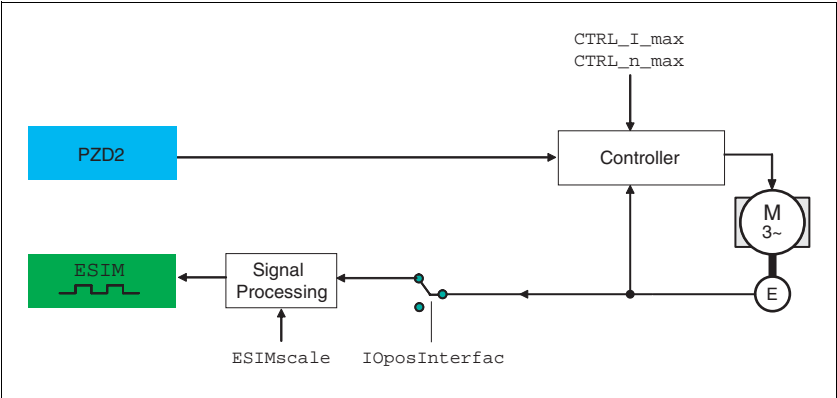 CTRL_I_max
CTRL_n_max
PZD2
Controller
M
3~
ESIM
Signal
Processing
E
ESIMscale
IOposInterfac